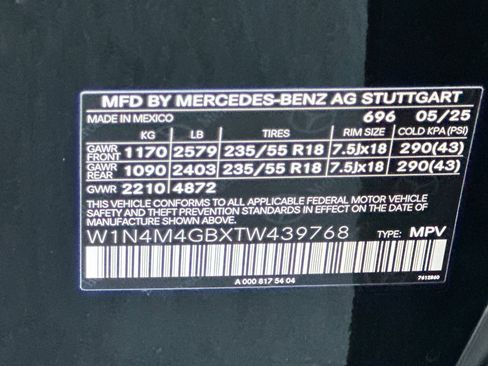 MFD BY MERCEDES-BENZ AG STUTTGART
MADE IN MEXICO 696 05/25
KG LB TIRES RIM SIZE COLD KPA (PSI)
GAWR FRONT 1170 2579 235/55 R18 7.5Jx18 290(43)
GAWR REAR 1090 2403 235/55 R18 7.5Jx18 290(43)
GVWR 2210 4872
THIS VEHICLE CONFORMS TO ALL APPLICABLE FEDERAL MOTOR VEHICLE
SAFETY AND THEFT PREVENTION STANDARDS IN EFFECT ON THE DATE
OF MANUFACTURE SHOWN ABOVE.
W1N4M4GBXTW439768 TYPE: MPV
A 000 817 54 04 7612860